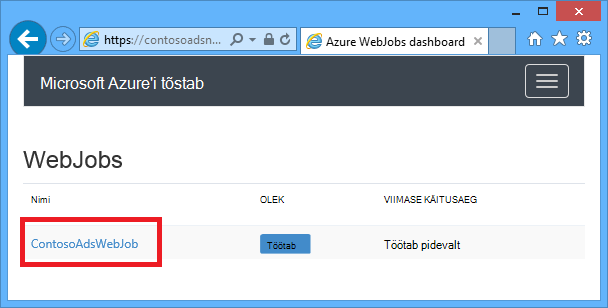 https://contosoadsn...
Azure WebJobs dashboard
Microsoft Azure'i tõstab
WebJobs
Nimi OLEK VIIMASE KÄITUSAEG
ContosoAdsWebJob Töötab Töötab pidevalt